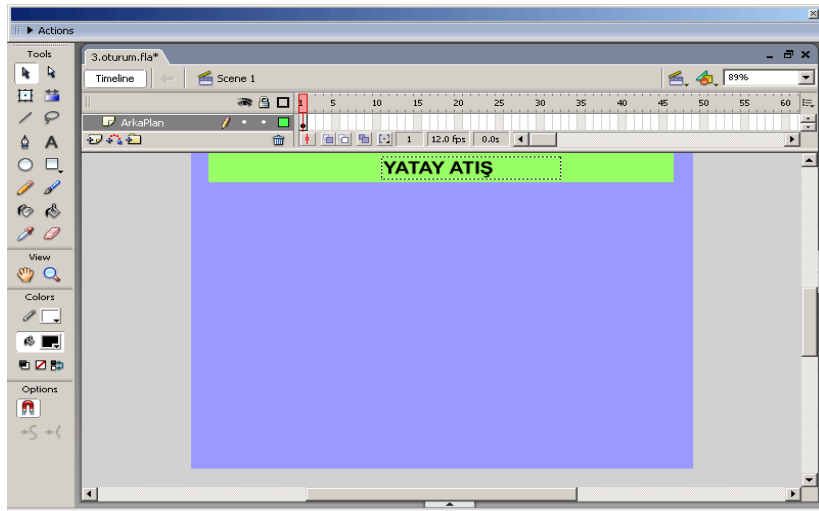 Actions
Tools
3.oturum.fla*
Timeline
Scene 1
89%
1 5 10 15 20 25 30 35 40 45 50 55 60
ArkaPlan
1 12.0 fps 0.0s
YATAY ATIŞ
View
Colors
Options